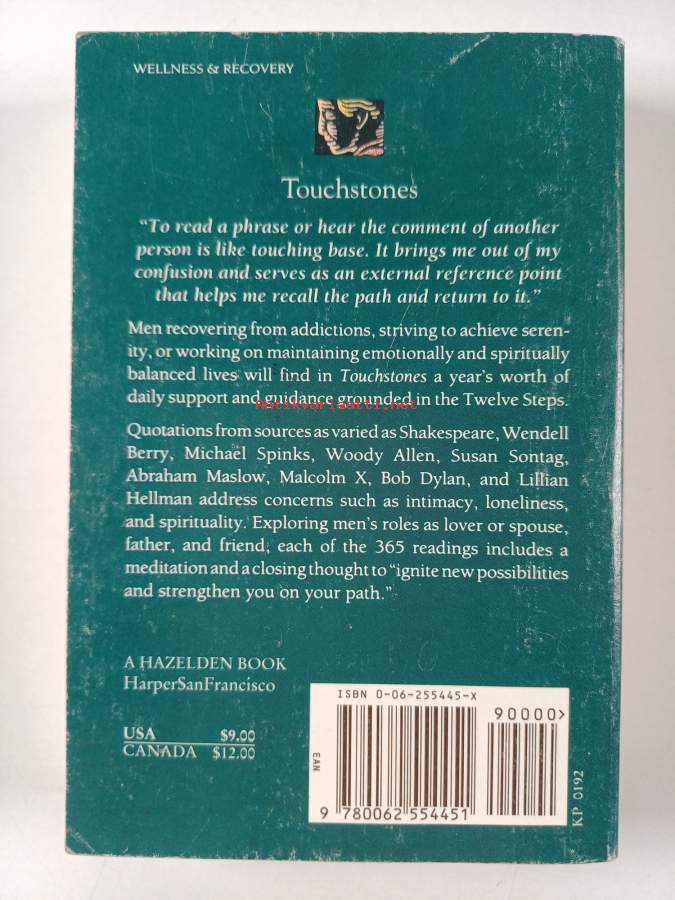 WELLNESS & RECOVERY
Touchstones
"To read a phrase or hear the comment of another
person is like touching base. It brings me out of my
confusion and serves as an external reference point
that helps me recall the path and return to it."
Men recovering from addictions, striving to achieve seren-
ity, or working on maintaining emotionally and spiritually
balanced lives will find in Touchstones a year's worth of
daily support and guidance grounded in the Twelve Steps.
Antikvariaatti.net
Quotations from sources as varied as Shakespeare, Wendell
Berry, Michael Spinks, Woody Allen, Susan Sontag,
Abraham Maslow, Malcolm X, Bob Dylan, and Lillian
Hellman address concerns such as intimacy, loneliness,
and spirituality. Exploring men's roles as lover or spouse,
father, and friend, each of the 365 readings includes a
meditation and a closing thought to "ignite new possibilities
and strengthen you on your path."
A HAZELDEN BOOK
HarperSanFrancisco
USA $9.00
CANADA $12.00
ISBN 0-06-255445-X
90000>
EAN
9 780062 554451
KP 0192